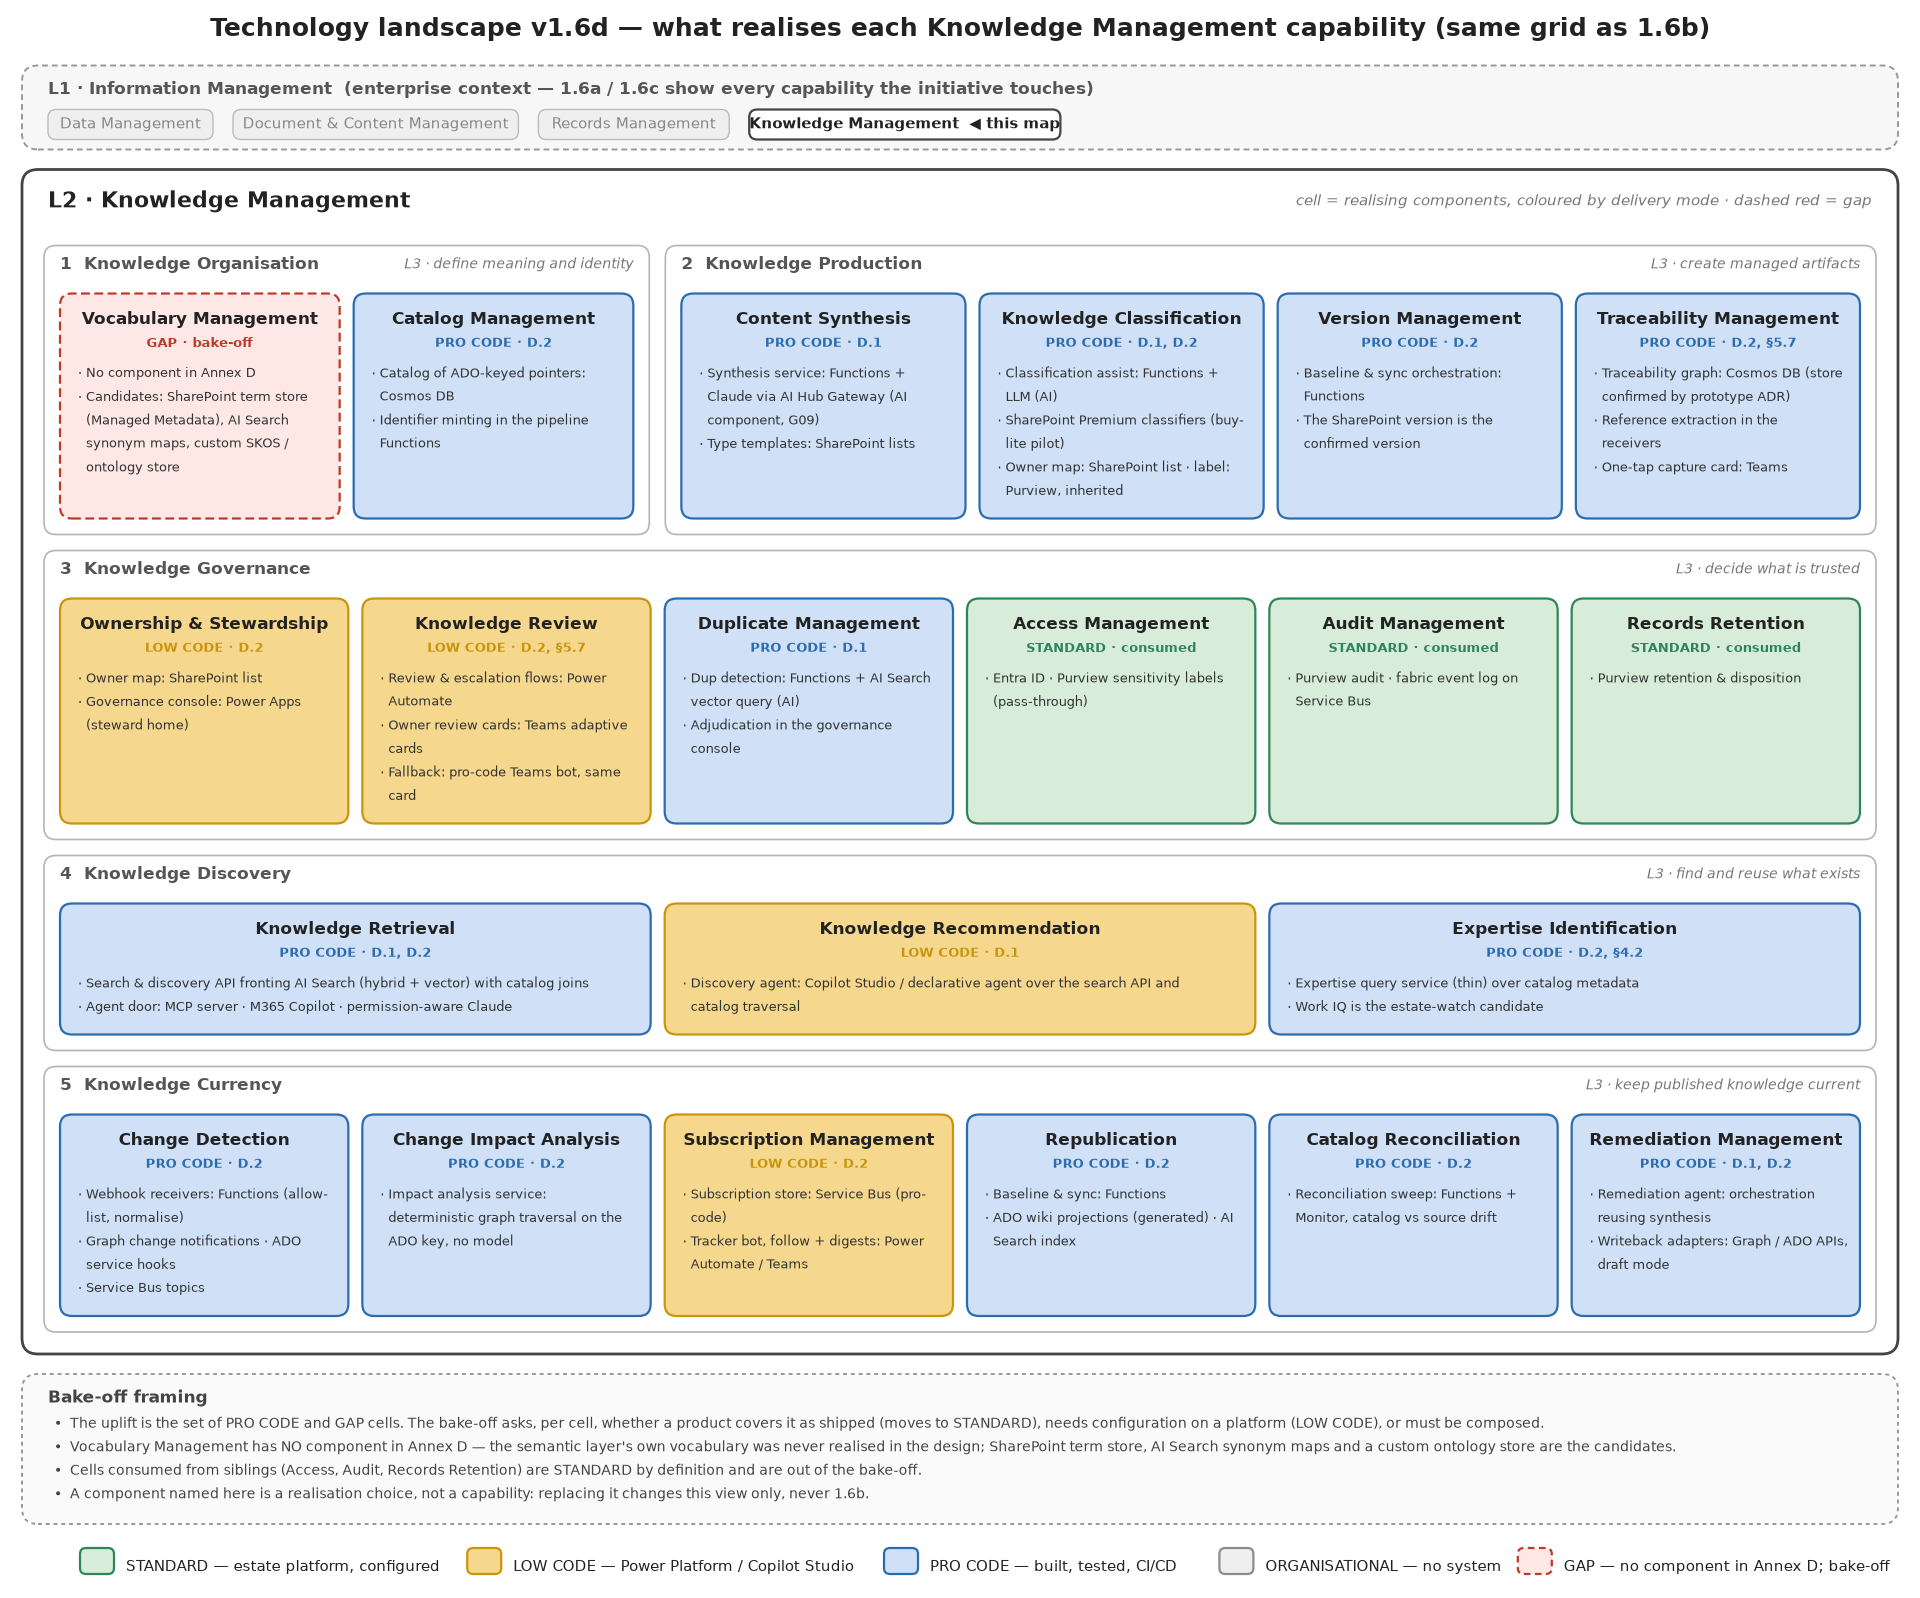 Technology landscape v1.6d — what realises each Knowledge Management capability (same grid as 1.6b)
L1 · Information Management (enterprise context — 1.6a / 1.6c show every capability the initiative touches)
Data Management
Document & Content Management
Records Management
Knowledge Management ◀ this map
L2 · Knowledge Management
cell = realising components, coloured by delivery mode · dashed red = gap
1 Knowledge Organisation
L3 · define meaning and identity
Vocabulary Management
GAP · bake-off
· No component in Annex D
· Candidates: SharePoint term store
(Managed Metadata), AI Search
synonym maps, custom SKOS /
ontology store
Catalog Management
PRO CODE · D.2
· Catalog of ADO-keyed pointers:
Cosmos DB
· Identifier minting in the pipeline
Functions
2 Knowledge Production
L3 · create managed artifacts
Content Synthesis
PRO CODE · D.1
· Synthesis service: Functions +
Claude via AI Hub Gateway (AI
component, G09)
· Type templates: SharePoint lists
Knowledge Classification
PRO CODE · D.1, D.2
· Classification assist: Functions +
LLM (AI)
· SharePoint Premium classifiers (buy-
lite pilot)
· Owner map: SharePoint list · label:
Purview, inherited
Version Management
PRO CODE · D.2
· Baseline & sync orchestration:
Functions
· The SharePoint version is the
confirmed version
Traceability Management
PRO CODE · D.2, §5.7
· Traceability graph: Cosmos DB (store
confirmed by prototype ADR)
· Reference extraction in the
receivers
· One-tap capture card: Teams
3 Knowledge Governance
L3 · decide what is trusted
Ownership & Stewardship
LOW CODE · D.2
· Owner map: SharePoint list
· Governance console: Power Apps
(steward home)
Knowledge Review
LOW CODE · D.2, §5.7
· Review & escalation flows: Power
Automate
· Owner review cards: Teams adaptive
cards
· Fallback: pro-code Teams bot, same
card
Duplicate Management
PRO CODE · D.1
· Dup detection: Functions + AI Search
vector query (AI)
· Adjudication in the governance
console
Access Management
STANDARD · consumed
· Entra ID · Purview sensitivity labels
(pass-through)
Audit Management
STANDARD · consumed
· Purview audit · fabric event log on
Service Bus
Records Retention
STANDARD · consumed
· Purview retention & disposition
4 Knowledge Discovery
L3 · find and reuse what exists
Knowledge Retrieval
PRO CODE · D.1, D.2
· Search & discovery API fronting AI Search (hybrid + vector) with catalog joins
· Agent door: MCP server · M365 Copilot · permission-aware Claude
Knowledge Recommendation
LOW CODE · D.1
· Discovery agent: Copilot Studio / declarative agent over the search API and
catalog traversal
Expertise Identification
PRO CODE · D.2, §4.2
· Expertise query service (thin) over catalog metadata
· Work IQ is the estate-watch candidate
5 Knowledge Currency
L3 · keep published knowledge current
Change Detection
PRO CODE · D.2
· Webhook receivers: Functions (allow-
list, normalise)
· Graph change notifications · ADO
service hooks
· Service Bus topics
Change Impact Analysis
PRO CODE · D.2
· Impact analysis service:
deterministic graph traversal on the
ADO key, no model
Subscription Management
LOW CODE · D.2
· Subscription store: Service Bus (pro-
code)
· Tracker bot, follow + digests: Power
Automate / Teams
Republication
PRO CODE · D.2
· Baseline & sync: Functions
· ADO wiki projections (generated) · AI
Search index
Catalog Reconciliation
PRO CODE · D.2
· Reconciliation sweep: Functions +
Monitor, catalog vs source drift
Remediation Management
PRO CODE · D.1, D.2
· Remediation agent: orchestration
reusing synthesis
· Writeback adapters: Graph / ADO APIs,
draft mode
Bake-off framing
• The uplift is the set of PRO CODE and GAP cells. The bake-off asks, per cell, whether a product covers it as shipped (moves to STANDARD), needs configuration on a platform (LOW CODE), or must be composed.
• Vocabulary Management has NO component in Annex D — the semantic layer's own vocabulary was never realised in the design; SharePoint term store, AI Search synonym maps and a custom ontology store are the candidates.
• Cells consumed from siblings (Access, Audit, Records Retention) are STANDARD by definition and are out of the bake-off.
• A component named here is a realisation choice, not a capability: replacing it changes this view only, never 1.6b.
STANDARD — estate platform, configured
LOW CODE — Power Platform / Copilot Studio
PRO CODE — built, tested, CI/CD
ORGANISATIONAL — no system
GAP — no component in Annex D; bake-off